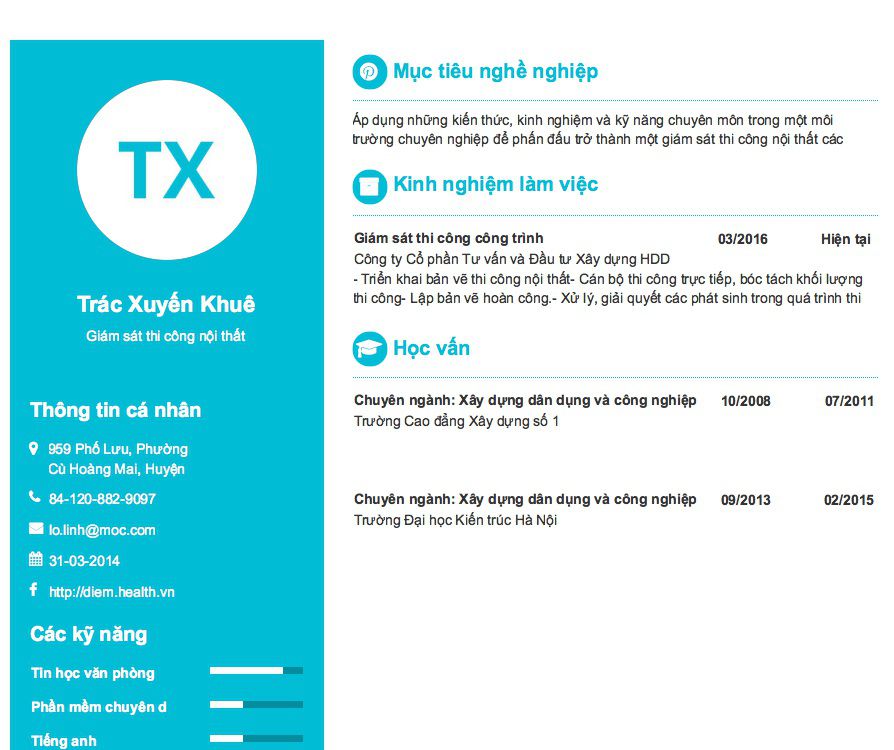 TX
Trác Xuyến Khuê
Giám sát thi công nội thất
Thông tin cá nhân
959 Phố Lưu, Phường
Cù Hoàng Mai, Huyện
84-120-882-9097
lo.linh@moc.com
31-03-2014
http://diem.health.vn
Các kỹ năng
Tin học văn phòng
Phần mềm chuyên d
Tiếng anh
Mục tiêu nghề nghiệp
Áp dụng những kiến thức, kinh nghiệm và kỹ năng chuyên môn trong một môi
trường chuyên nghiệp để phấn đấu trở thành một giám sát thi công nội thất các
Kinh nghiệm làm việc
Giám sát thi công công trình 03/2016 Hiện tại
Công ty Cổ phần Tư vấn và Đầu tư Xây dựng HDD
- Triển khai bản vẽ thi công nội thất- Cán bộ thi công trực tiếp, bóc tách khối lượng
thi công- Lập bản vẽ hoàn công.- Xử lý, giải quyết các phát sinh trong quá trình thi
Học vấn
Chuyên ngành: Xây dựng dân dụng và công nghiệp 10/2008 07/2011
Trường Cao đẳng Xây dựng số 1
Chuyên ngành: Xây dựng dân dụng và công nghiệp 09/2013 02/2015
Trường Đại học Kiến trúc Hà Nội